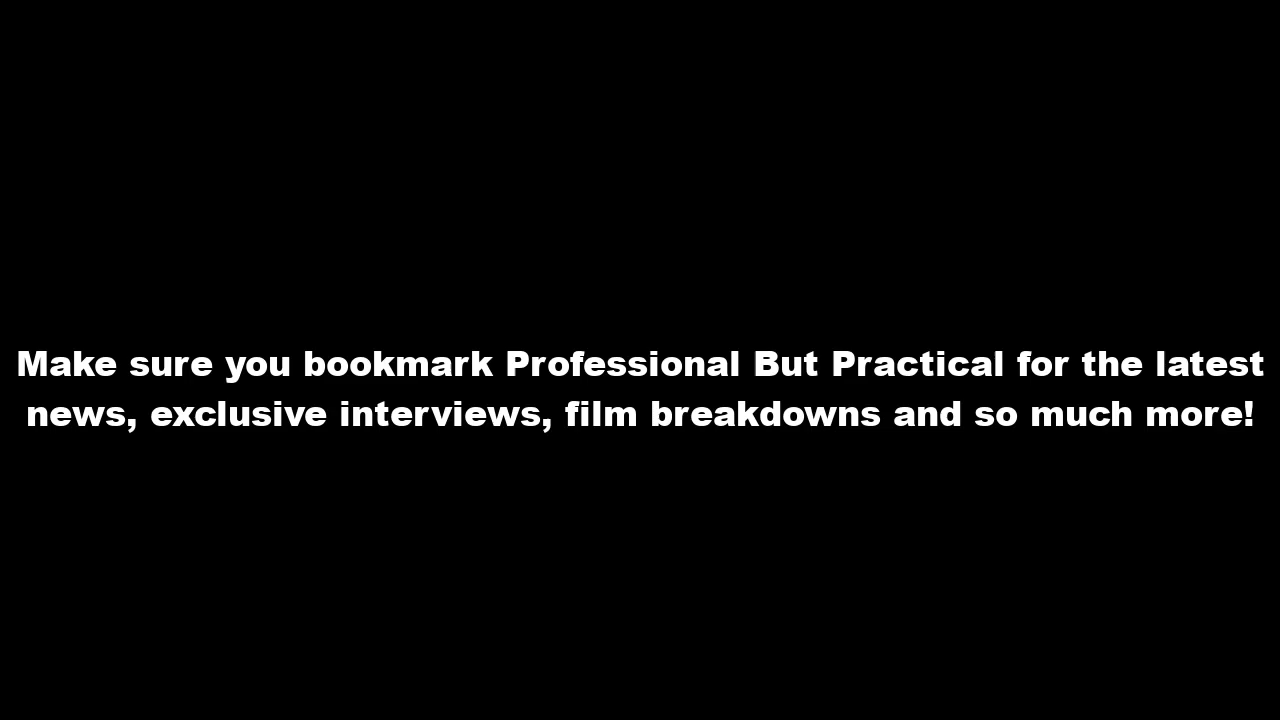 Make sure you bookmark Professional But Practical for the latest
news, exclusive interviews, film breakdowns and so much more!